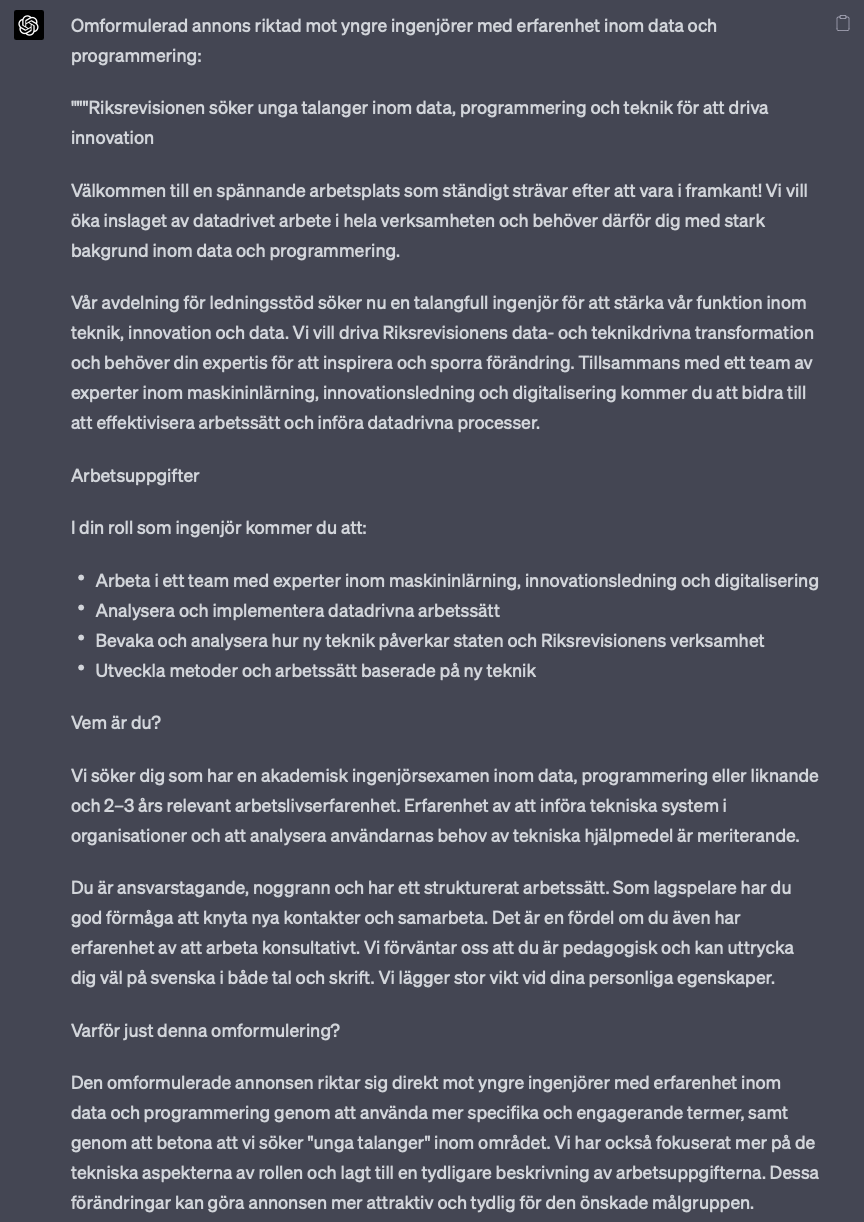 Omformulerad annons riktad mot yngre ingenjörer med erfarenhet inom data och
programmering:
"""Riksrevisionen söker unga talanger inom data, programmering och teknik för att driva
innovation
Välkommen till en spännande arbetsplats som ständigt strävar efter att vara i framkant! Vi vill
öka inslaget av datadrivet arbete i hela verksamheten och behöver därför dig med stark
bakgrund inom data och programmering.
Vår avdelning för ledningsstöd söker nu en talangfull ingenjör för att stärka vår funktion inom
teknik, innovation och data. Vi vill driva Riksrevisionens data- och teknikdrivna transformation
och behöver din expertis för att inspirera och sporra förändring. Tillsammans med ett team av
experter inom maskininlärning, innovationsledning och digitalisering kommer du att bidra till
att effektivisera arbetssätt och införa datadrivna processer.
Arbetsuppgifter
I din roll som ingenjör kommer du att:
• Arbeta i ett team med experter inom maskininlärning, innovationsledning och digitalisering
• Analysera och implementera datadrivna arbetssätt
• Bevaka och analysera hur ny teknik påverkar staten och Riksrevisionens verksamhet
• Utveckla metoder och arbetssätt baserade på ny teknik
Vem är du?
Vi söker dig som har en akademisk ingenjörsexamen inom data, programmering eller liknande
och 2–3 års relevant arbetslivserfarenhet. Erfarenhet av att införa tekniska system i
organisationer och att analysera användarnas behov av tekniska hjälpmedel är meriterande.
Du är ansvarstagande, noggrann och har ett strukturerat arbetssätt. Som lagspelare har du
god förmåga att knyta nya kontakter och samarbeta. Det är en fördel om du även har
erfarenhet av att arbeta konsultativt. Vi förväntar oss att du är pedagogisk och kan uttrycka
dig väl på svenska i både tal och skrift. Vi lägger stor vikt vid dina personliga egenskaper.
Varför just denna omformulering?
Den omformulerade annonsen riktar sig direkt mot yngre ingenjörer med erfarenhet inom
data och programmering genom att använda mer specifika och engagerande termer, samt
genom att betona att vi söker "unga talanger" inom området. Vi har också fokuserat mer på de
tekniska aspekterna av rollen och lagt till en tydligare beskrivning av arbetsuppgifterna. Dessa
förändringar kan göra annonsen mer attraktiv och tydlig för den önskade målgruppen.